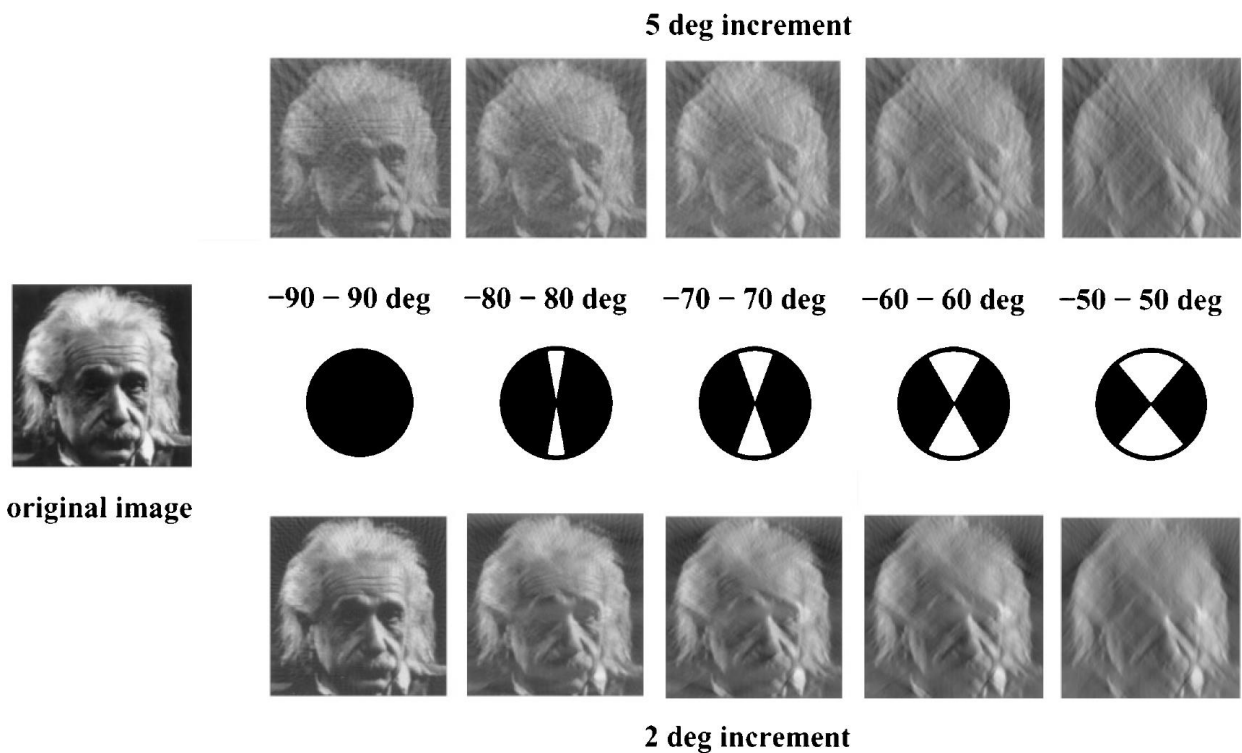 5 deg increment
−90 − 90 deg
−80 − 80 deg
−70 − 70 deg
−60 − 60 deg
−50 − 50 deg
original image
2 deg increment